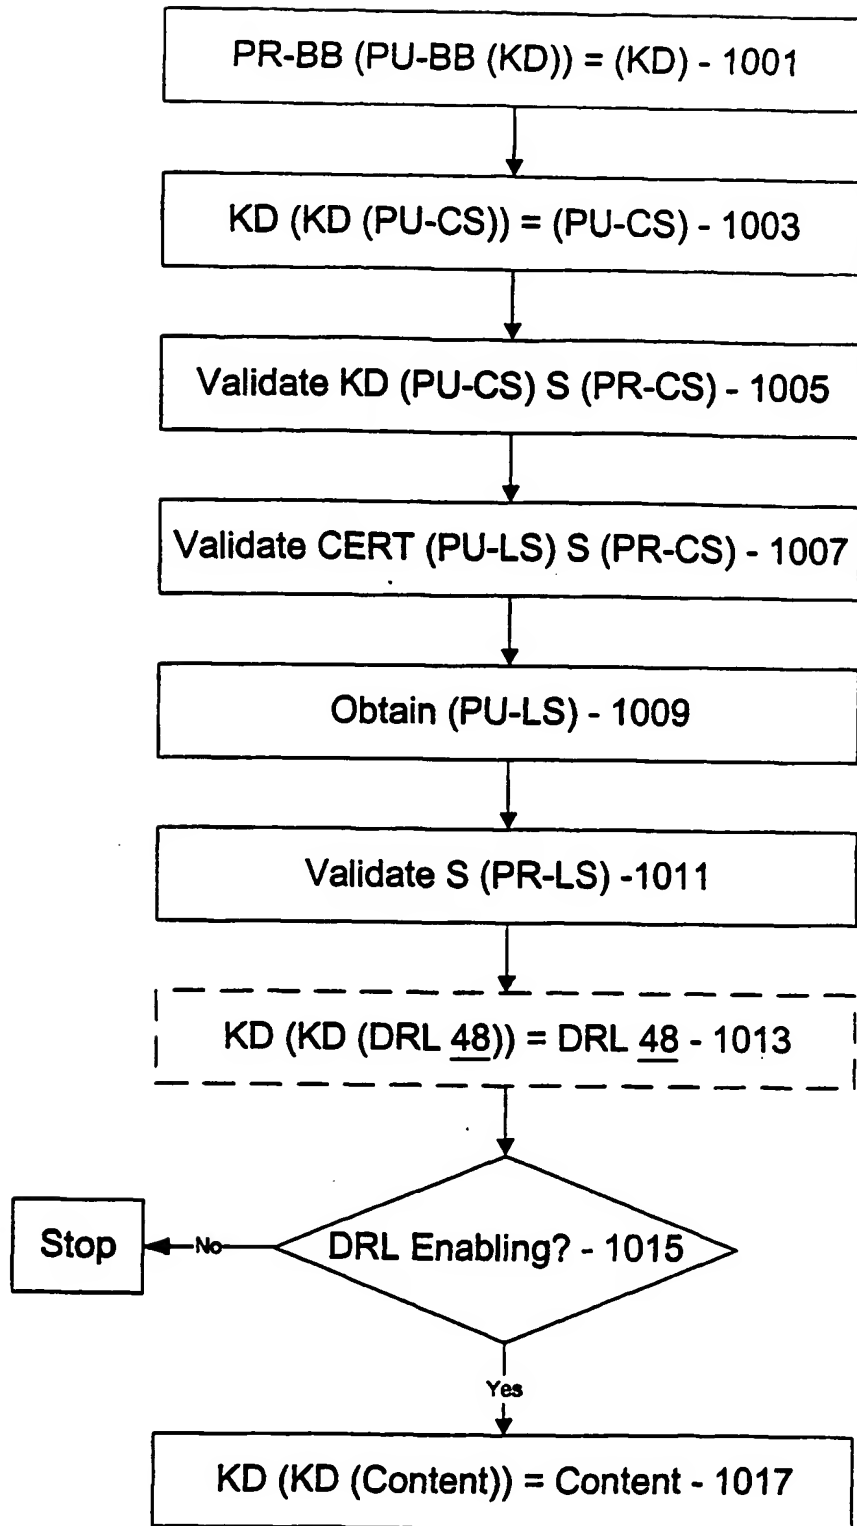 PR-BB (PU-BB (KD)) = (KD) - 1001
KD (KD (PU-CS)) = (PU-CS) - 1003
Validate KD (PU-CS) S (PR-CS) - 1005
Validate CERT (PU-LS) S (PR-CS) - 1007
Obtain (PU-LS) - 1009
Validate S (PR-LS) -1011
KD (KD (DRL 48)) = DRL 48 - 1013
DRL Enabling? - 1015
No
Stop
Yes
KD (KD (Content)) = Content - 1017